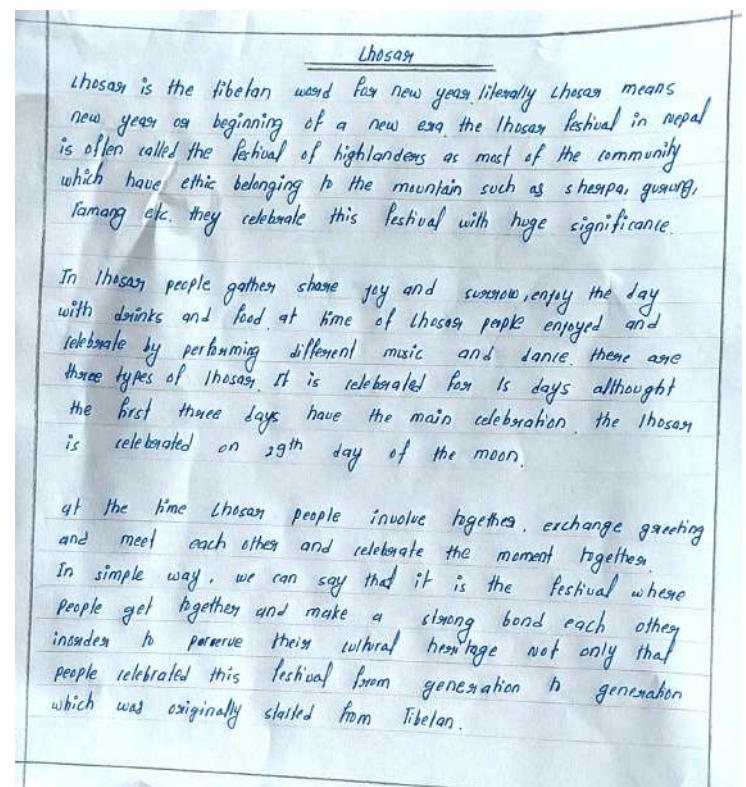 Lhosar
Lhosar is the tibetan word for new year. literally Lhosar means
new year or beginning of a new era. the lhosar festival in nepal
is often called the festival of highlanders as most of the community
which have ethic belonging to the mountain such as sherpa, gurung,
Tamang etc. they celebrate this festival with huge significance.
In lhosar people gather share joy and surrow, enjoy the day
with drinks and food. at time of Lhosar people enjoyed and
celebrate by performing different music and dance. there are
three types of lhosar. It is celebrated for 15 days althought
the first three days have the main celebration. the lhosar
is celebrated on 29th day of the moon.
at the time Lhosar people involve together, exchange greeting
and meet each other and celebrate the moment together.
In simple way, we can say that it is the festival where
people get together and make a strong bond each other
inorder to perserve their cultural heritage not only that
people celebrated this festival from generation to generation
which was originally started from Tibetan.